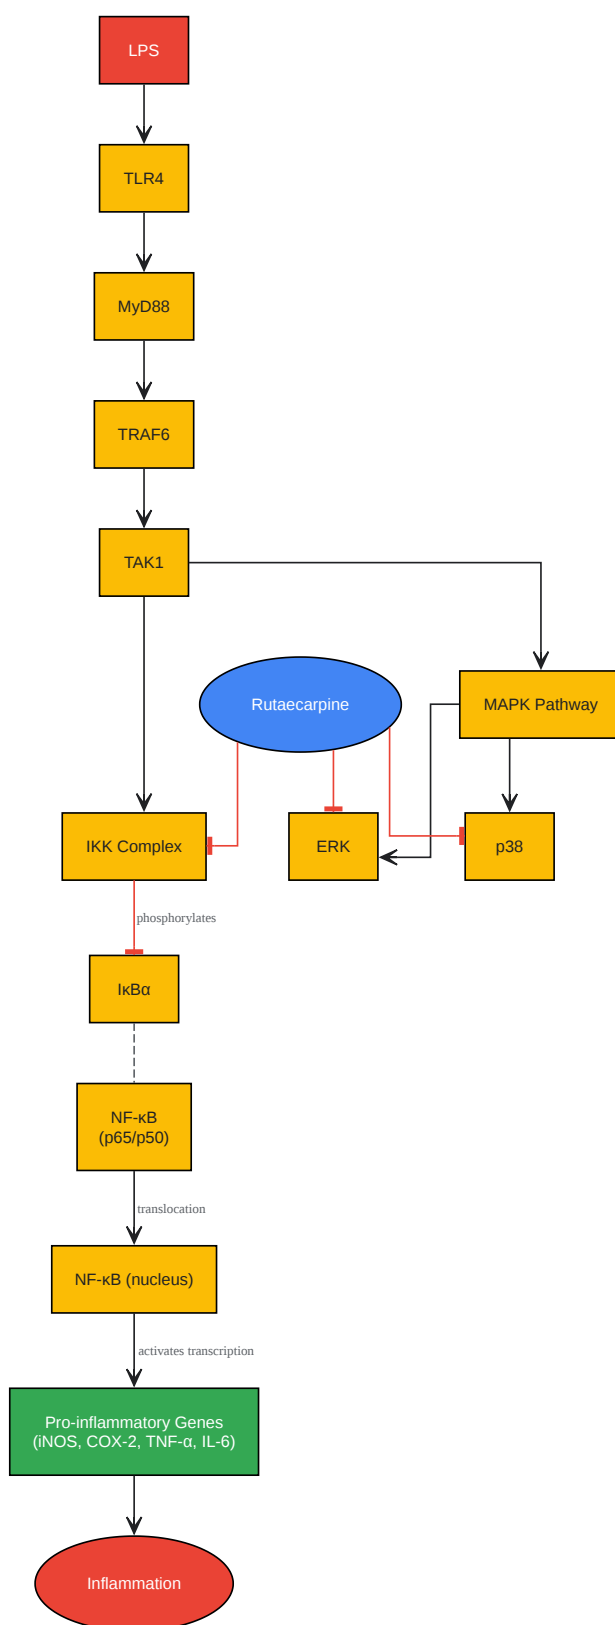 LPS
TLR4
MyD88
TRAF6
TAK1
Rutaecarpine
MAPK Pathway
IKK Complex
ERK
p38
phosphorylates
IκBα
NF-κB
(p65/p50)
translocation
NF-κB (nucleus)
activates transcription
Pro-inflammatory Genes
(iNOS, COX-2, TNF-α, IL-6)
Inflammation